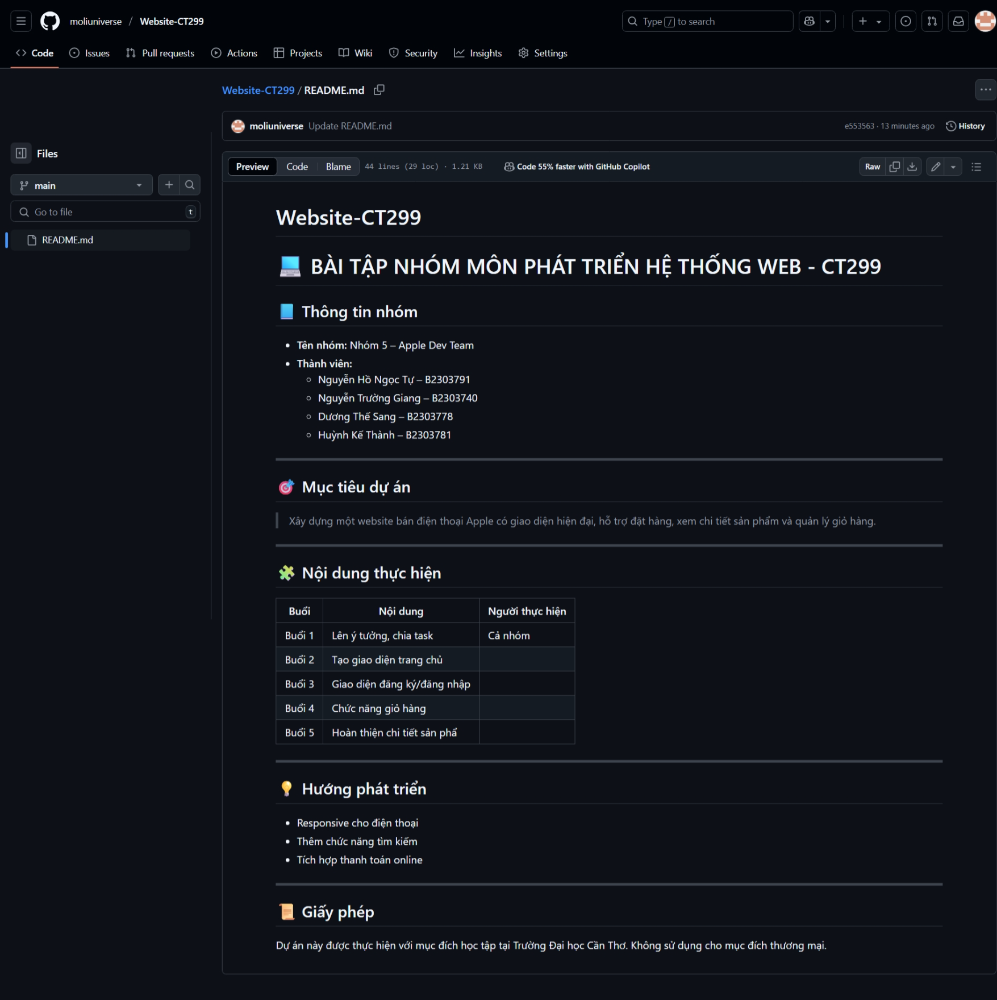 moliuniverse / Website-CT299
Type / to search
Code Issues Pull requests Actions Projects Wiki Security Insights Settings
Website-CT299 / README.md
moliuniverse Update README.md e553563 · 13 minutes ago History
Files
main
Go to file t
README.md
Preview Code Blame 44 lines (29 loc) · 1.21 KB Code 55% faster with GitHub Copilot Raw
Website-CT299
💻 BÀI TẬP NHÓM MÔN PHÁT TRIỂN HỆ THỐNG WEB - CT299
📘 Thông tin nhóm
• Tên nhóm: Nhóm 5 – Apple Dev Team
• Thành viên:
◦ Nguyễn Hồ Ngọc Tự – B2303791
◦ Nguyễn Trường Giang – B2303740
◦ Dương Thế Sang – B2303778
◦ Huỳnh Kế Thành – B2303781
🎯 Mục tiêu dự án
Xây dựng một website bán điện thoại Apple có giao diện hiện đại, hỗ trợ đặt hàng, xem chi tiết sản phẩm và quản lý giỏ hàng.
🧩 Nội dung thực hiện
Buổi Nội dung Người thực hiện
Buổi 1 Lên ý tưởng, chia task Cả nhóm
Buổi 2 Tạo giao diện trang chủ
Buổi 3 Giao diện đăng ký/đăng nhập
Buổi 4 Chức năng giỏ hàng
Buổi 5 Hoàn thiện chi tiết sản phẩ
💡 Hướng phát triển
• Responsive cho điện thoại
• Thêm chức năng tìm kiếm
• Tích hợp thanh toán online
📜 Giấy phép
Dự án này được thực hiện với mục đích học tập tại Trường Đại học Cần Thơ. Không sử dụng cho mục đích thương mại.